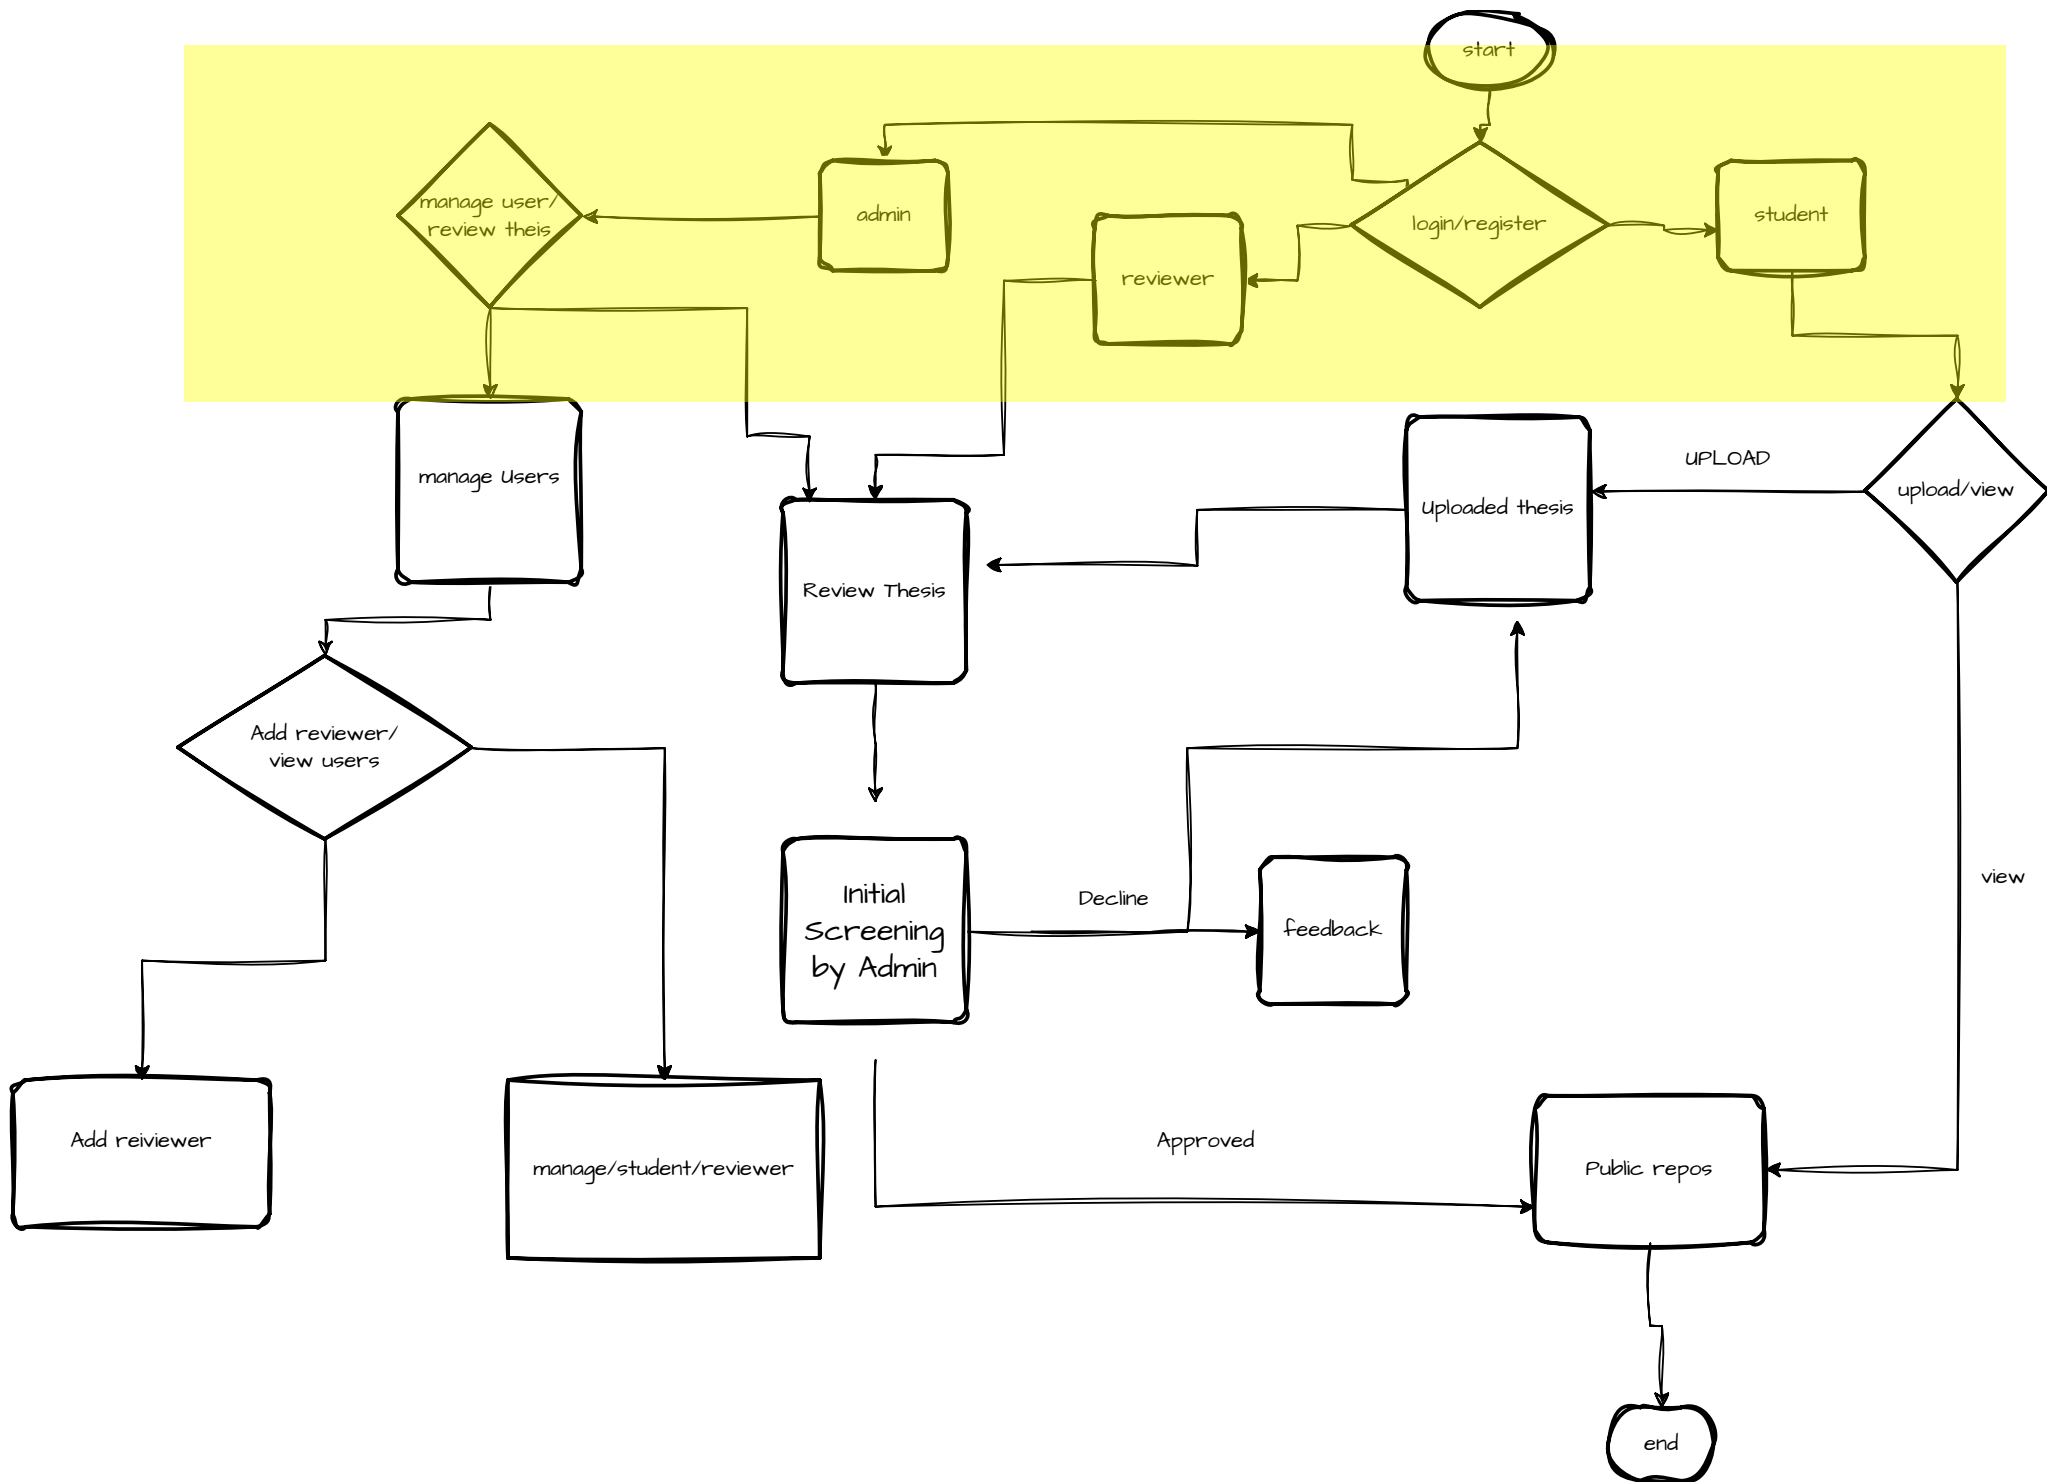 start
manage user/
review theis
admin
reviewer
login/register
student
manage Users
Review Thesis
Uploaded thesis
UPLOAD
upload/view
Add reviewer/
view users
Initial
Screening
by Admin
Decline
feedback
view
Add reiviewer
manage/student/reviewer
Approved
Public repos
end